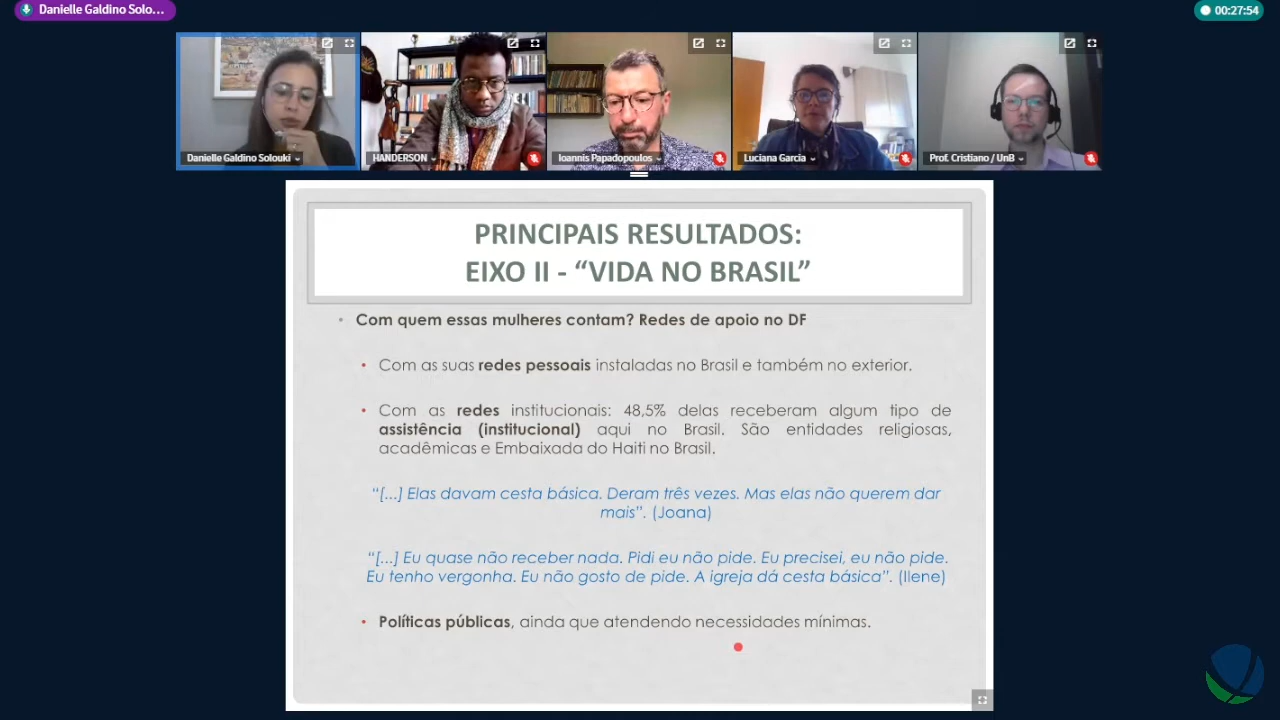 Danielle Galdino Solo...
00:27:54
Danielle Galdino Solouki
HANDERSON
Ioannis Papadopoulos
Luciana Garcia
Prof. Cristiano / UnB
PRINCIPAIS RESULTADOS:
EIXO II - “VIDA NO BRASIL”
• Com quem essas mulheres contam? Redes de apoio no DF
• Com as suas redes pessoais instaladas no Brasil e também no exterior.
• Com as redes institucionais: 48,5% delas receberam algum tipo de
assistência (institucional) aqui no Brasil. São entidades religiosas,
acadêmicas e Embaixada do Haiti no Brasil.
“[...] Elas davam cesta básica. Deram três vezes. Mas elas não querem dar
mais”. (Joana)
“[...] Eu quase não receber nada. Pidi eu não pide. Eu precisei, eu não pide.
Eu tenho vergonha. Eu não gosto de pide. A igreja dá cesta básica”. (Ilene)
• Políticas públicas, ainda que atendendo necessidades mínimas.